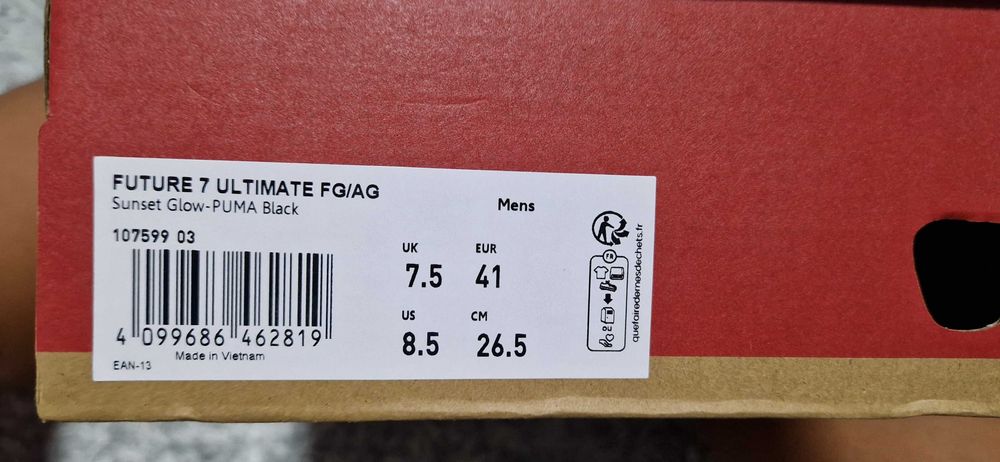 FUTURE 7 ULTIMATE FG/AG
Sunset Glow-PUMA Black
Mens
107599 03
UK EUR
7.5 41
US CM
8.5 26.5
4 099686 462819
Made in Vietnam
EAN-13
FR
quefairedemesdechets.fr